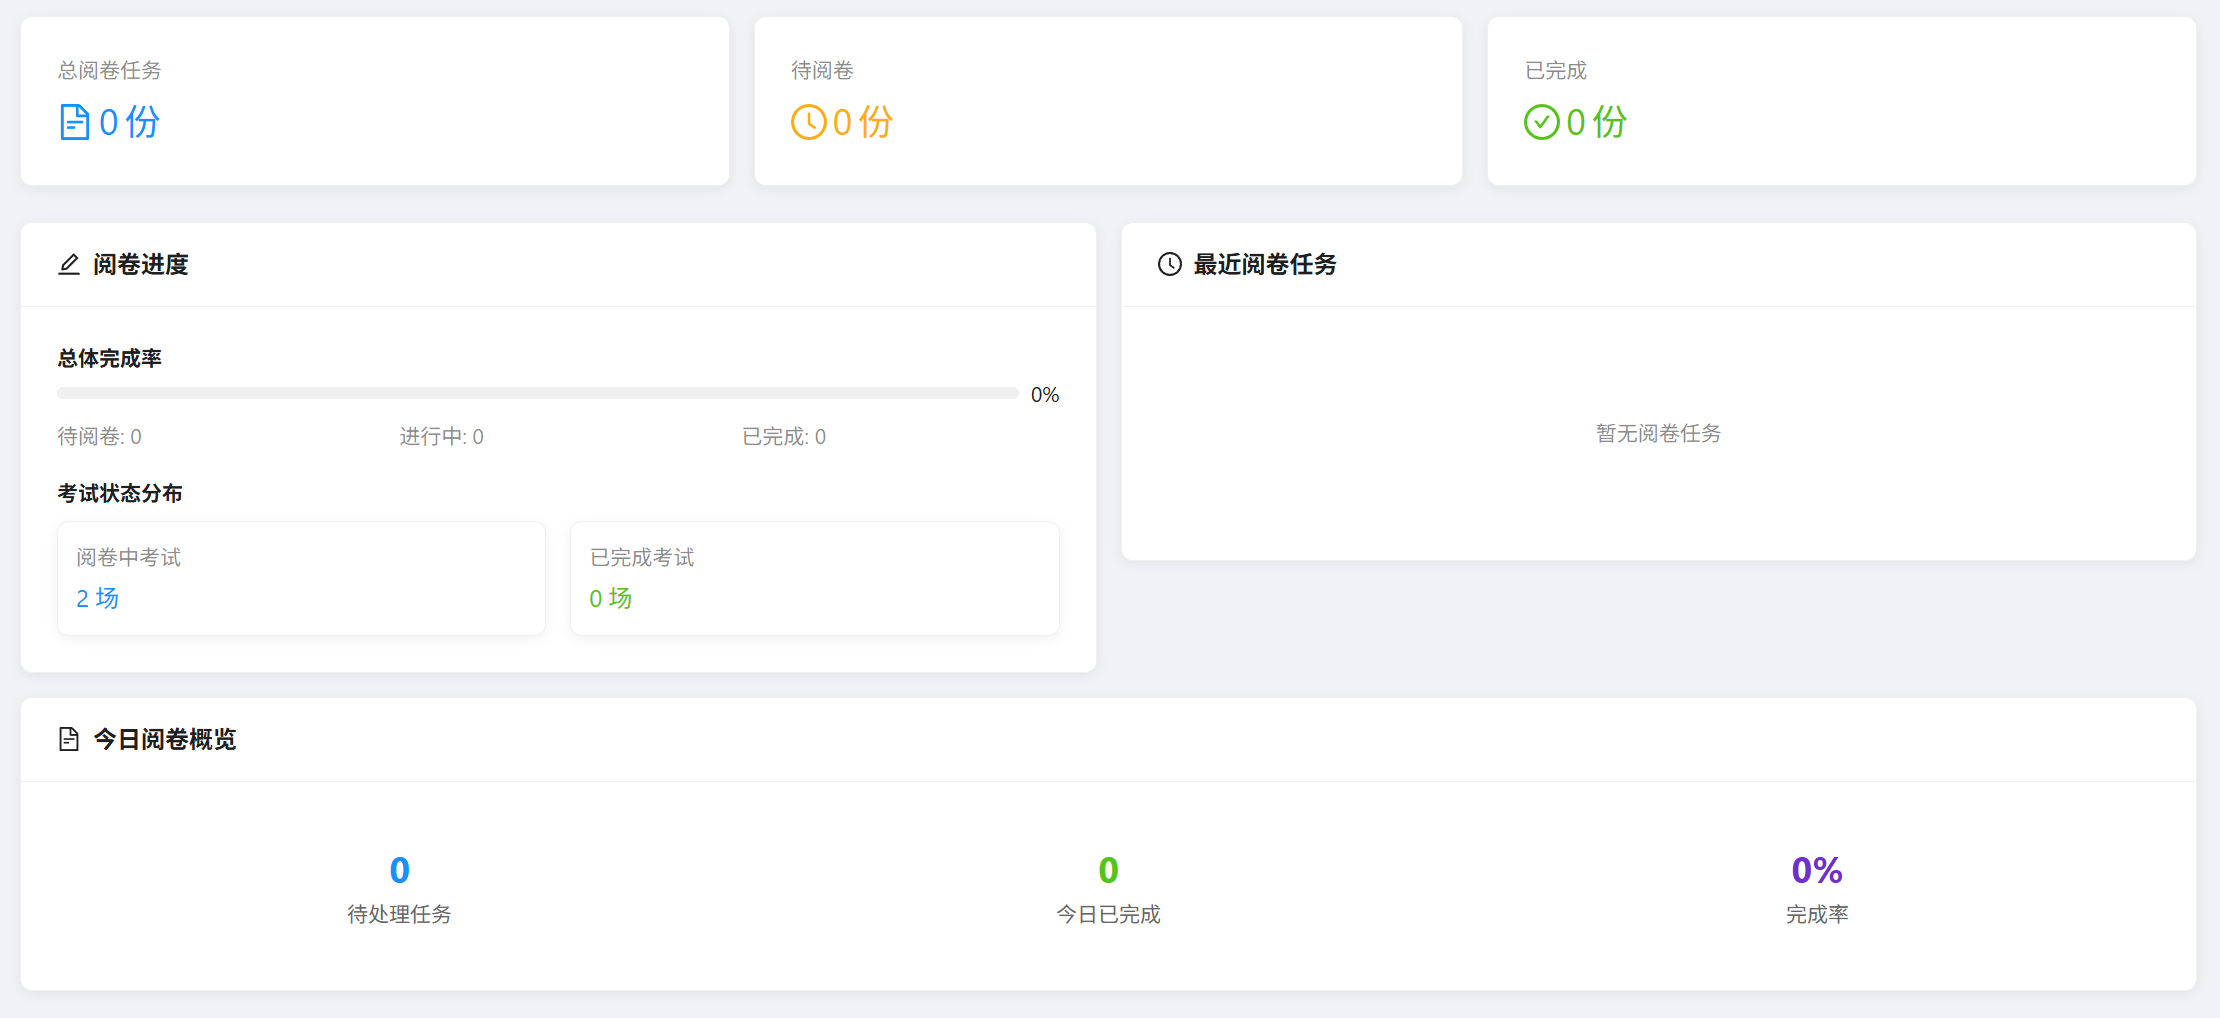 总阅卷任务
0 份
待阅卷
0 份
已完成
0 份
阅卷进度
总体完成率
0%
待阅卷: 0
进行中: 0
已完成: 0
考试状态分布
阅卷中考试
2 场
已完成考试
0 场
最近阅卷任务
暂无阅卷任务
今日阅卷概览
0
待处理任务
0
今日已完成
0%
完成率